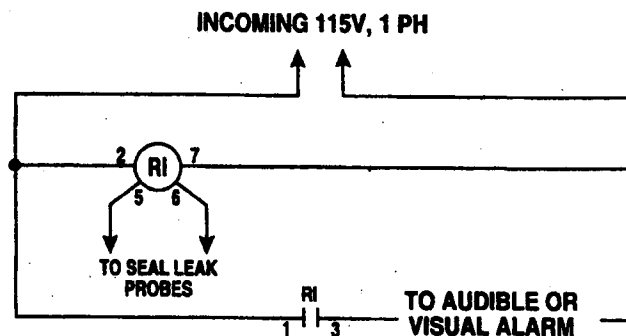 INCOMING 115V, 1 PH
2 RI 7
5 6
TO SEAL LEAK
PROBES
RI
1 3 TO AUDIBLE OR
VISUAL ALARM